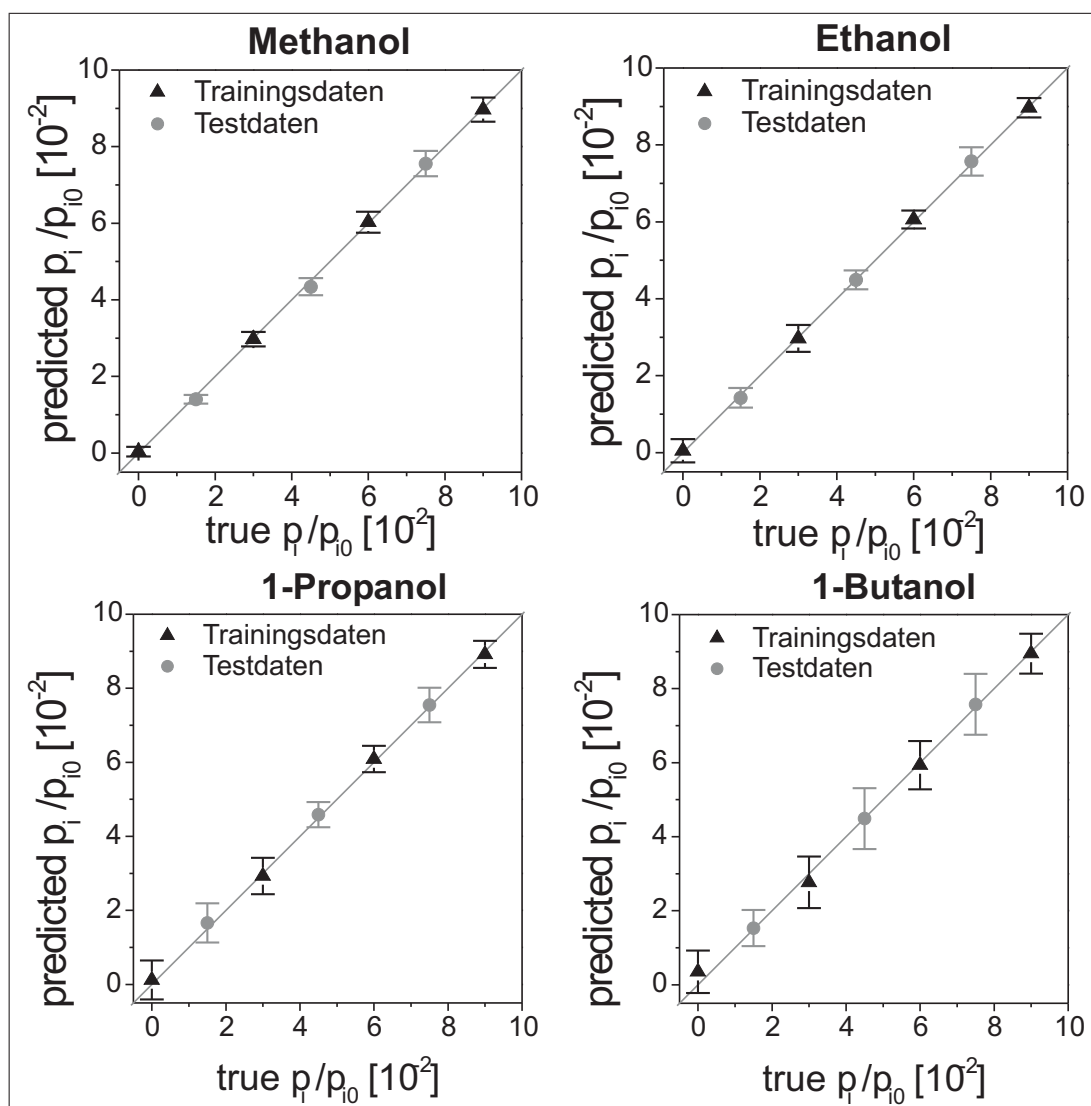 Methanol
10
8
6
4
2
0
Trainingsdaten
Testdaten
predicted p_i/p_i0 [10^-2]
0 2 4 6 8 10
true p_i/p_i0 [10^-2]
Ethanol
10
8
6
4
2
0
Trainingsdaten
Testdaten
predicted p_i/p_i0 [10^-2]
0 2 4 6 8 10
true p_i/p_i0 [10^-2]
1-Propanol
10
8
6
4
2
0
Trainingsdaten
Testdaten
predicted p_i/p_i0 [10^-2]
0 2 4 6 8 10
true p_i/p_i0 [10^-2]
1-Butanol
10
8
6
4
2
0
Trainingsdaten
Testdaten
predicted p_i/p_i0 [10^-2]
0 2 4 6 8 10
true p_i/p_i0 [10^-2]